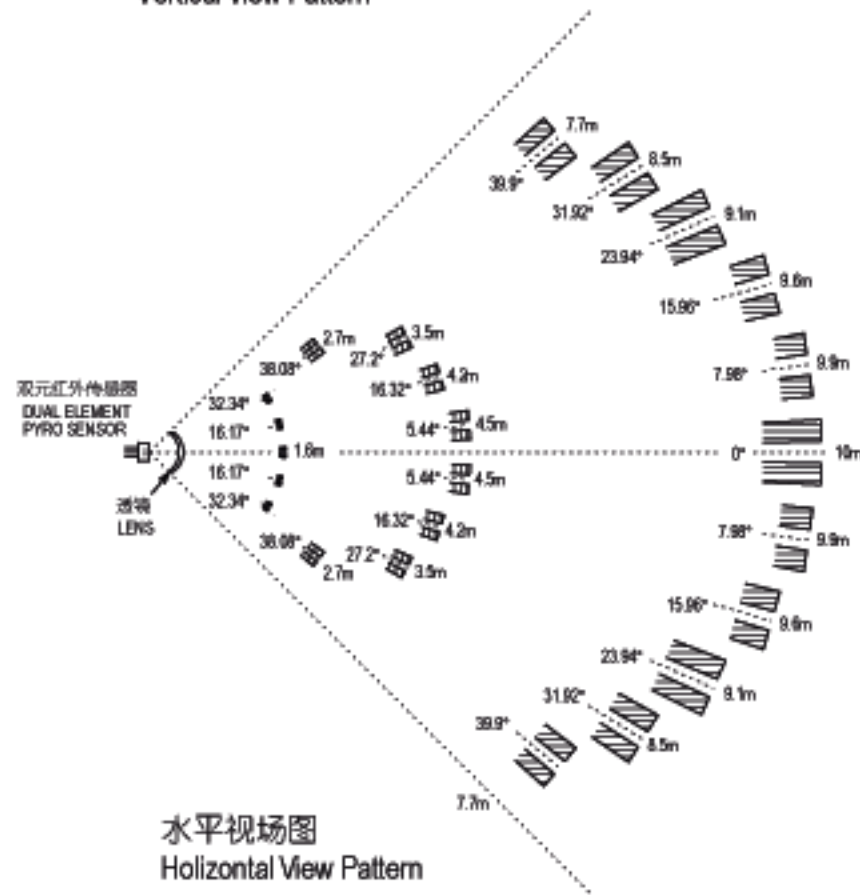 Vertical View Pattern
7.7m
8.5m
39.9°
31.92°
9.1m
23.94°
9.6m
15.96°
2.7m
3.5m
38.08°
27.2°
9.9m
4.2m
7.98°
16.32°
双元红外传感器
DUAL ELEMENT
PYRO SENSOR
32.34°
16.17°
5.44°
4.5m
1.6m
0°
10m
16.17°
5.44°
4.5m
32.34°
透镜
LENS
16.32°
4.2m
7.98°
9.9m
38.08°
27.2°
2.7m
3.5m
15.96°
9.6m
23.94°
9.1m
31.92°
39.9°
8.5m
7.7m
水平视场图
Holizontal View Pattern